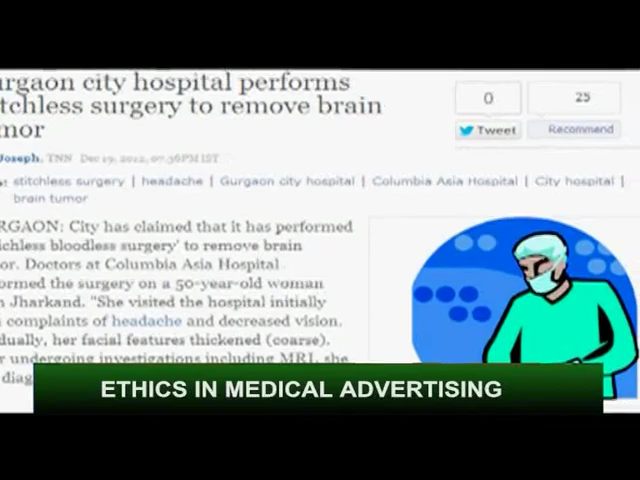 urgaon city hospital performs
itchless surgery to remove brain
mor
0
25
Tweet
Recommend
Joseph, TNN Dec 19, 2012, 07.36PM IST
stitchless surgery | headache | Gurgaon city hospital | Columbia Asia Hospital | City hospital |
brain tumor
RGAON: City has claimed that it has performed
ichless bloodless surgery' to remove brain
or. Doctors at Columbia Asia Hospital
ormed the surgery on a 50-year-old woman
Jharkand. "She visited the hospital initially
complaints of headache and decreased vision.
dually, her facial features thickened (coarse).
r undergoing investigations including MRI, she
diag
ETHICS IN MEDICAL ADVERTISING